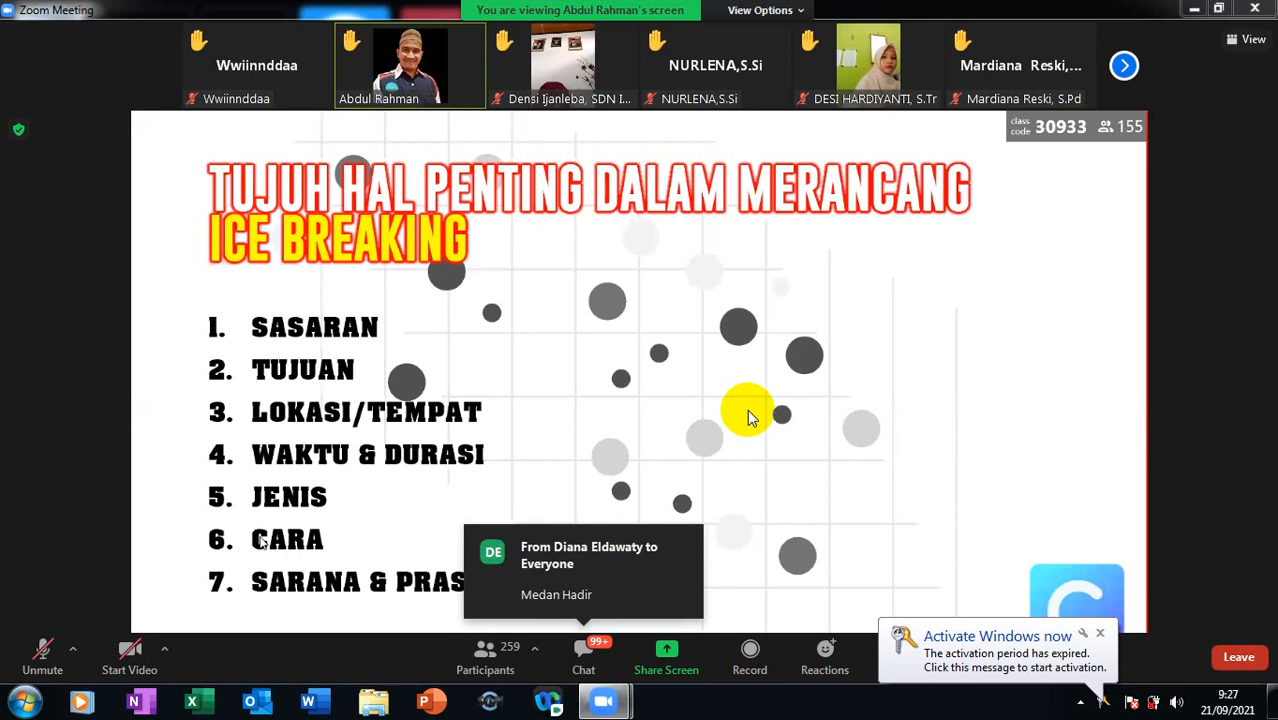 Zoom Meeting
You are viewing Abdul Rahman's screen
View Options
Wwiinnddaa
NURLENA,S.Si
Mardiana Reski,...
View
Wwiinnddaa
Abdul Rahman
Densi Ijanleba, SDN I...
NURLENA,S.Si
DESI HARDIYANTI, S.Tr
Mardiana Reski, S.Pd
class code 30933 155
TUJUH HAL PENTING DALAM MERANCANG
ICE BREAKING
1. SASARAN
2. TUJUAN
3. LOKASI/TEMPAT
4. WAKTU & DURASI
5. JENIS
6. CARA
7. SARANA & PRAS
DE
From Diana Eldawaty to
Everyone
Medan Hadir
Unmute
Start Video
259
Participants
99+
Chat
Share Screen
Record
Reactions
Leave
Activate Windows now
The activation period has expired.
Click this message to start activation.
9:27
21/09/2021